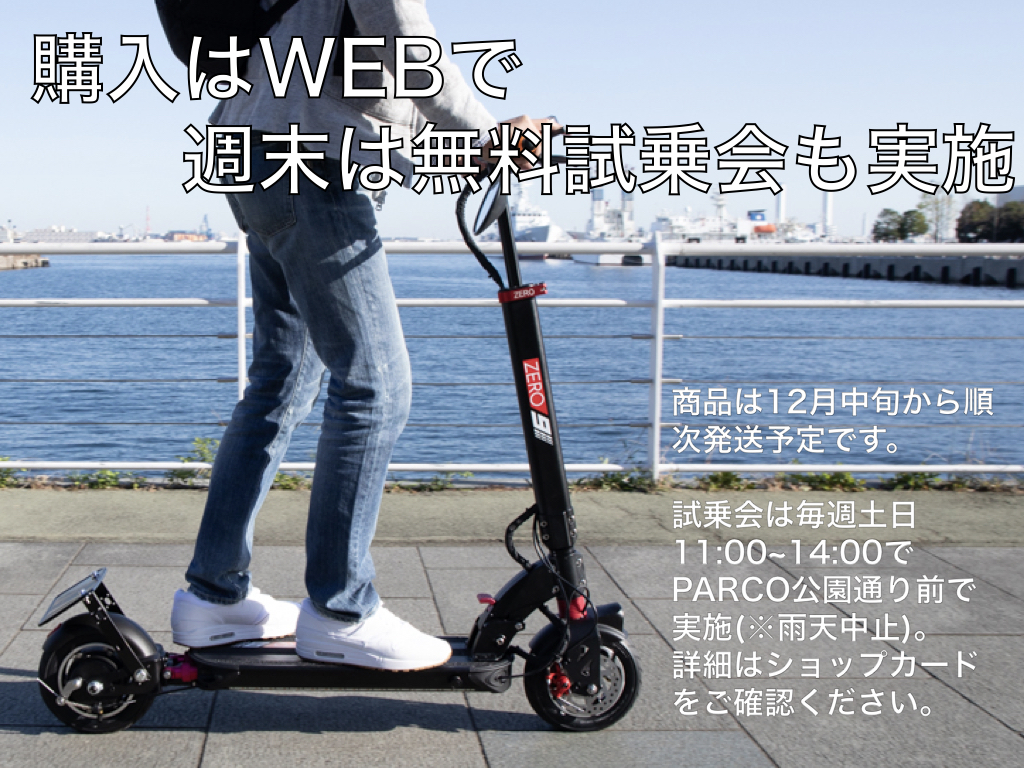 購入はWEBで
週末は無料試乗会も実施
ZERO
ZERO
9
商品は12月中旬から順
次発送予定です。
試乗会は毎週土日
11:00~14:00で
PARCO公園通り前で
実施(※雨天中止)。
詳細はショップカード
をご確認ください。